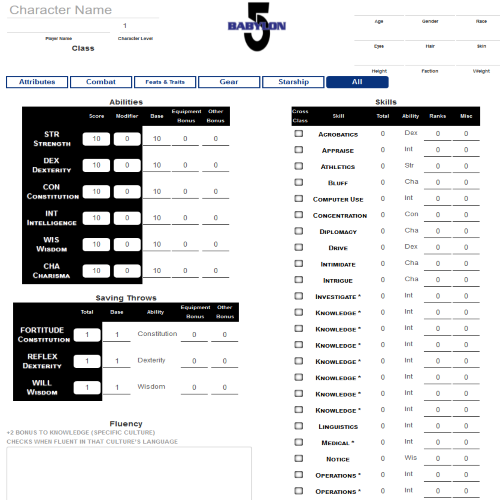 Character Name
1
Player Name Character Level
Class
BABYLON 5
Age Gender Race
Eyes Hair Skin
Height Faction Weight
Attributes Combat Feats & Traits Gear Starship All
Abilities
Score Modifier Base Equipment Bonus Other Bonus
STR STRENGTH 10 0 10 0 0
DEX DEXTERITY 10 0 10 0 0
CON CONSTITUTION 10 0 10 0 0
INT INTELLIGENCE 10 0 10 0 0
WIS WISDOM 10 0 10 0 0
CHA CHARISMA 10 0 10 0 0
Saving Throws
Total Base Ability Equipment Bonus Other Bonus
FORTITUDE CONSTITUTION 1 1 Constitution 0 0
REFLEX DEXTERITY 1 1 Dexterity 0 0
WILL WISDOM 1 1 Wisdom 0 0
Fluency
+2 BONUS TO KNOWLEDGE (SPECIFIC CULTURE)
CHECKS WHEN FLUENT IN THAT CULTURE'S LANGUAGE
Skills
Cross Class Skill Total Ability Ranks Misc
ACROBATICS 0 Dex 0 0
APPRAISE 0 Int 0 0
ATHLETICS 0 Str 0 0
BLUFF 0 Cha 0 0
COMPUTER USE 0 Int 0 0
CONCENTRATION 0 Con 0 0
DIPLOMACY 0 Cha 0 0
DRIVE 0 Dex 0 0
INTIMIDATE 0 Cha 0 0
INTRIGUE 0 Cha 0 0
INVESTIGATE * 0 Int 0 0
KNOWLEDGE * 0 Int 0 0
KNOWLEDGE * 0 Int 0 0
KNOWLEDGE * 0 Int 0 0
KNOWLEDGE * 0 Int 0 0
KNOWLEDGE * 0 Int 0 0
KNOWLEDGE * 0 Int 0 0
KNOWLEDGE * 0 Int 0 0
LINGUISTICS 0 Int 0 0
MEDICAL * 0 Int 0 0
NOTICE 0 Wis 0 0
OPERATIONS * 0 Int 0 0
OPERATIONS * 0 Int 0 0